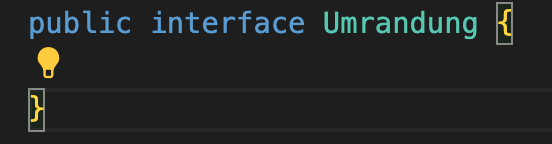 public interface Umrandung {
}